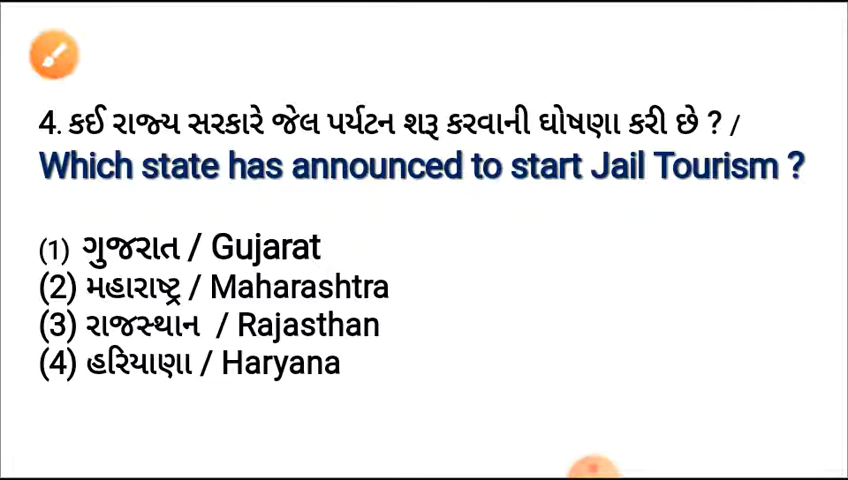 4. કઈ રાજ્ય સરકારે જેલ પર્યટન શરૂ કરવાની ઘોષણા કરી છે ? /
Which state has announced to start Jail Tourism ?
(1) ગુજરાત / Gujarat
(2) મહારાષ્ટ્ર / Maharashtra
(3) રાજસ્થાન / Rajasthan
(4) હરિયાણા / Haryana